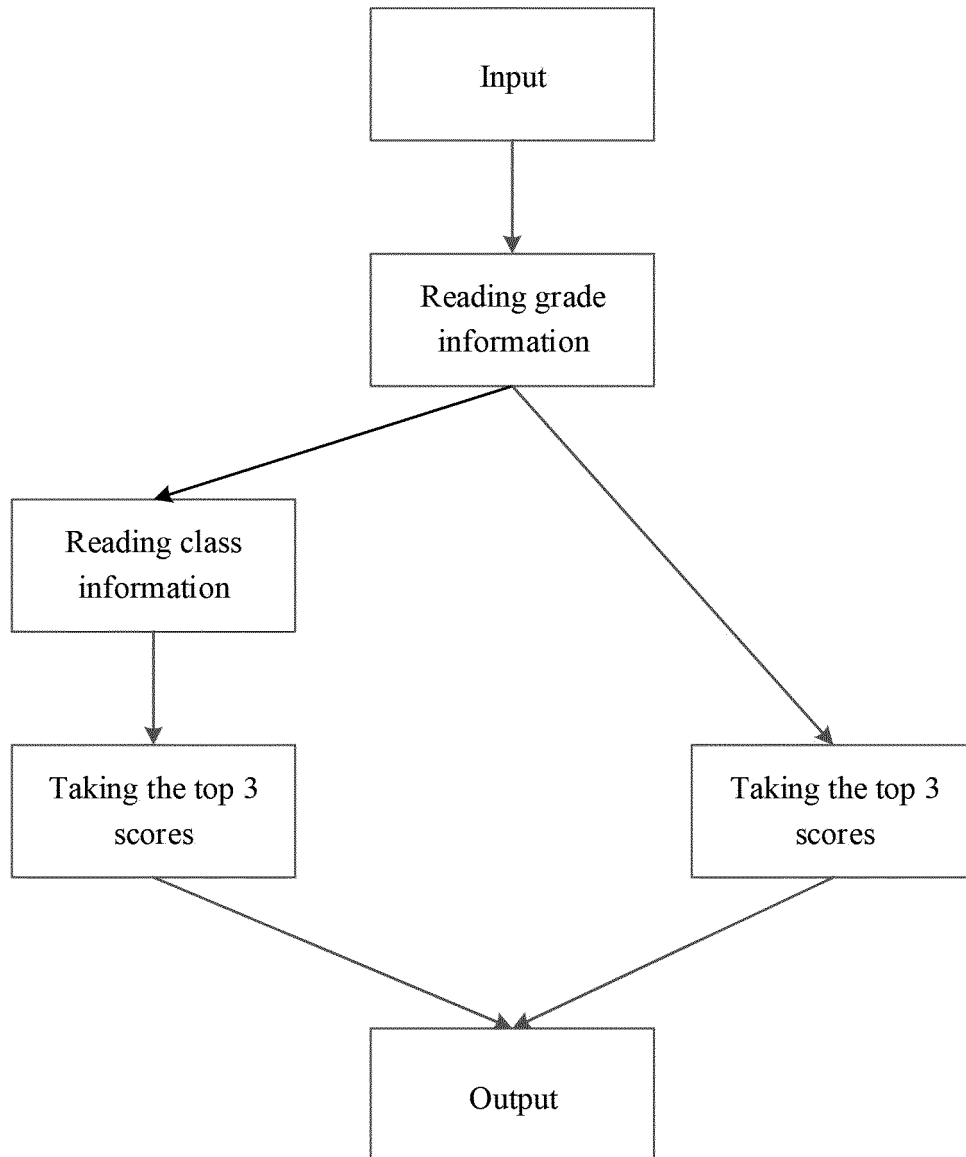 Input
Reading grade
information
Reading class
information
Taking the top 3
scores
Taking the top 3
scores
Output